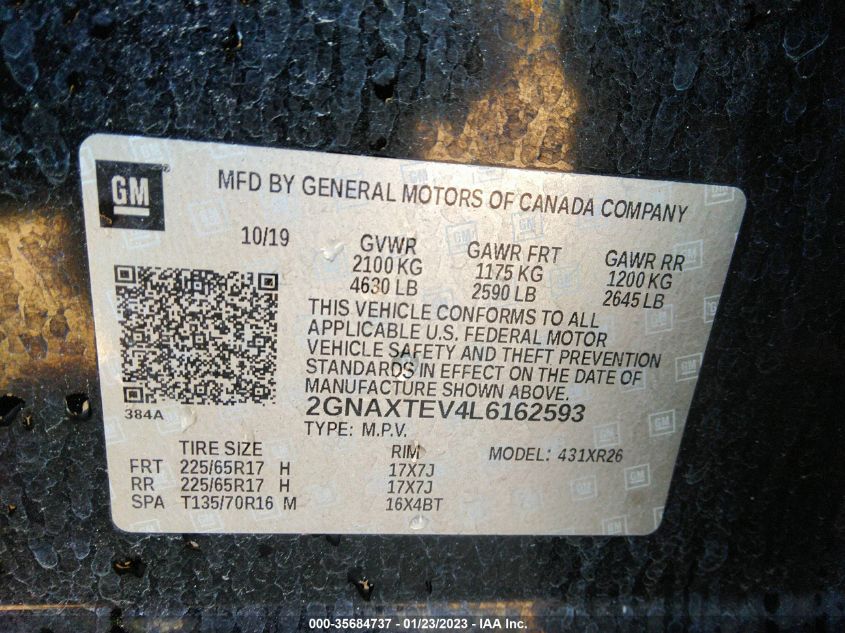 GM
MFD BY GENERAL MOTORS OF CANADA COMPANY
10/19 GVWR GAWR FRT GAWR RR
2100 KG 1175 KG 1200 KG
4630 LB 2590 LB 2645 LB
THIS VEHICLE CONFORMS TO ALL
APPLICABLE U.S. FEDERAL MOTOR
VEHICLE SAFETY AND THEFT PREVENTION
STANDARDS IN EFFECT ON THE DATE OF
MANUFACTURE SHOWN ABOVE.
384A 2GNAXTEV4L6162593
TYPE: M.P.V.
TIRE SIZE RIM MODEL: 431XR26
FRT 225/65R17 H 17X7J
RR 225/65R17 H 17X7J
SPA T135/70R16 M 16X4BT
000-35684737 - 01/23/2023 - IAA Inc.